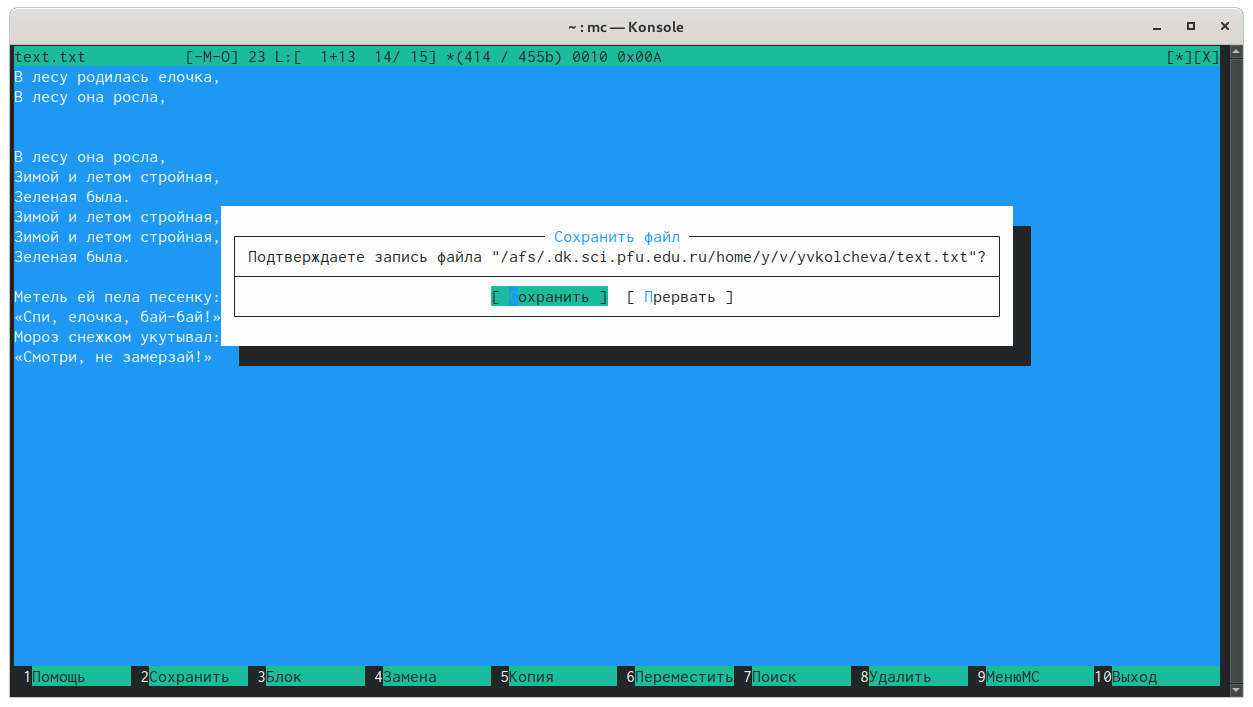 ~ : mc — Konsole
text.txt [-M-O] 23 L:[ 1+13 14/ 15] *(414 / 455b) 0010 0x00A [*][X]
В лесу родилась елочка,
В лесу она росла,
В лесу она росла,
Зимой и летом стройная,
Зеленая была.
Зимой и летом стройная,
Зимой и летом стройная,
Зеленая была.
Метель ей пела песенку:
«Спи, елочка, бай-бай!»
Мороз снежком укутывал:
«Смотри, не замерзай!»
Сохранить файл
Подтверждаете запись файла "/afs/.dk.sci.pfu.edu.ru/home/y/v/yvkolcheva/text.txt"?
[ Сохранить ] [ Прервать ]
1Помощь 2Сохранить 3Блок 4Замена 5Копия 6Переместить 7Поиск 8Удалить 9МенюМС 10Выход